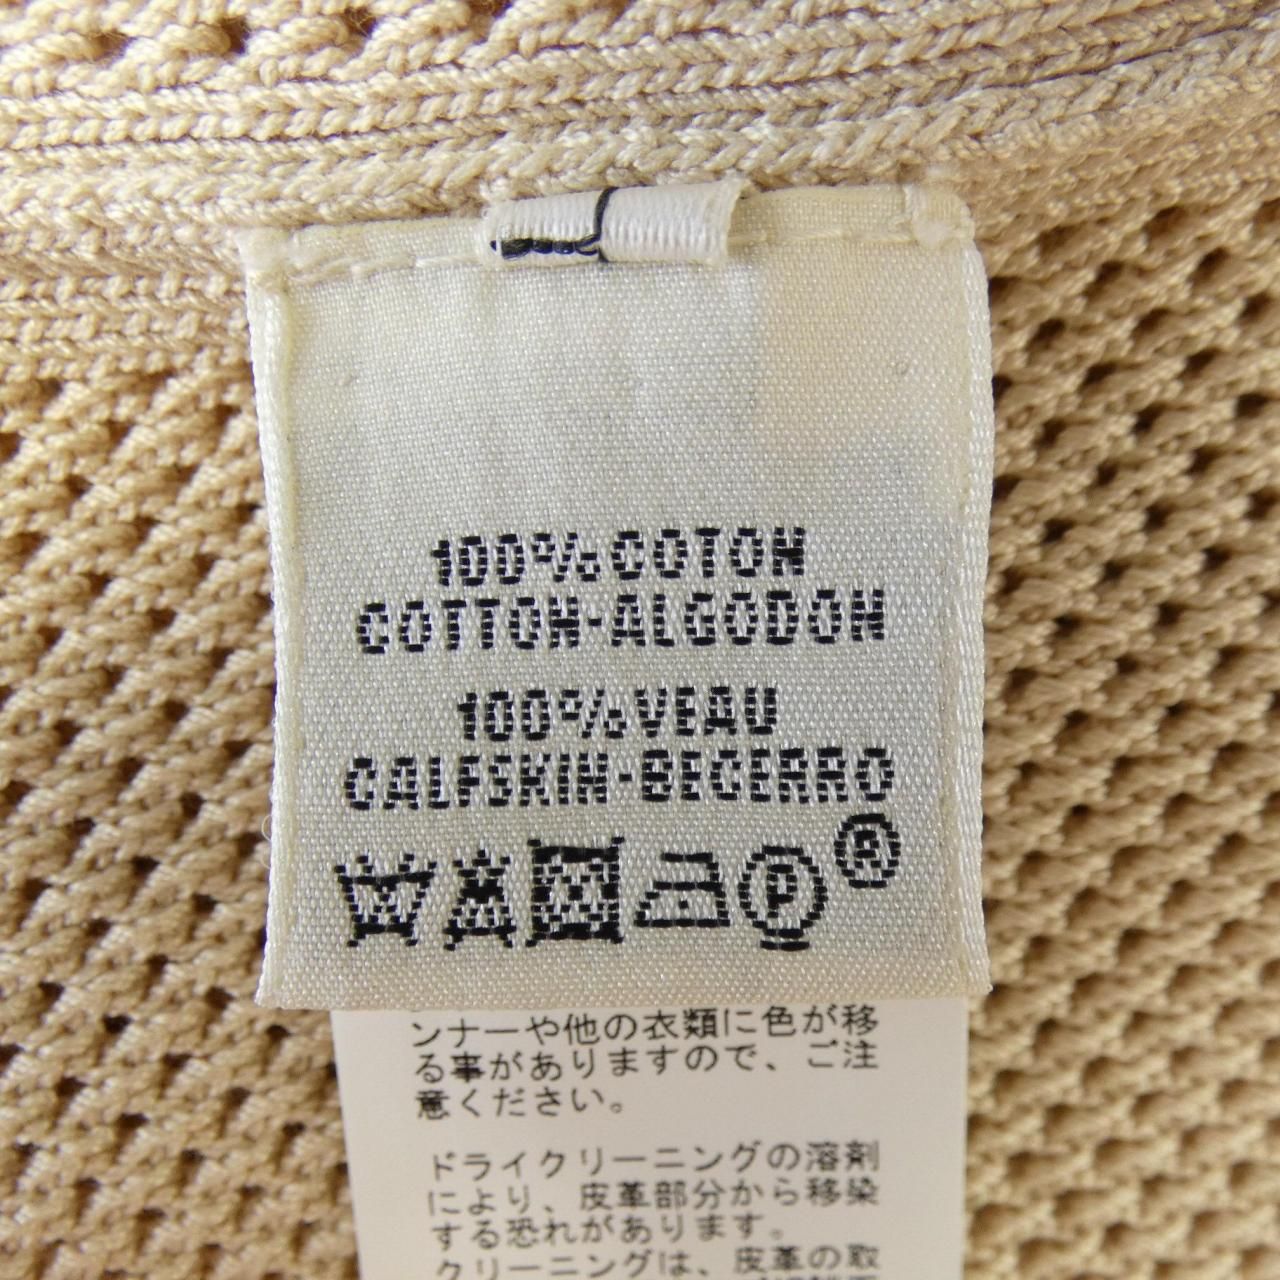 100% COTON
COTTON-ALGODON
100% VEAU
CALFSKIN-BECERRO
P ®
ンナーや他の衣類に色が移
る事がありますので、ご注
意ください。
ドライクリーニングの溶剤
により、皮革部分から移染
する恐れがあります。
クリーニングは、皮革の取